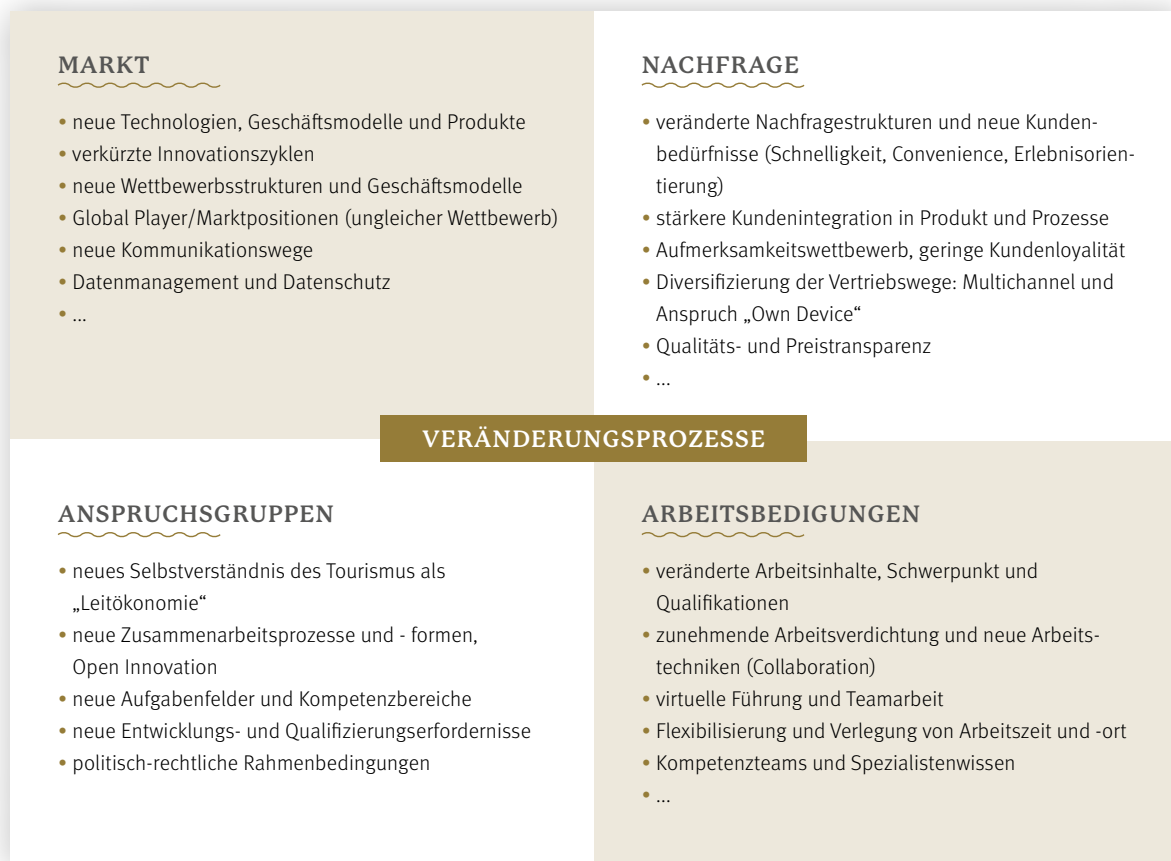 MARKT
• neue Technologien, Geschäftsmodelle und Produkte
• verkürzte Innovationszyklen
• neue Wettbewerbsstrukturen und Geschäftsmodelle
• Global Player/Marktpositionen (ungleicher Wettbewerb)
• neue Kommunikationswege
• Datenmanagement und Datenschutz
• ...
NACHFRAGE
• veränderte Nachfragestrukturen und neue Kunden-
bedürfnisse (Schnelligkeit, Convenience, Erlebnisorien-
tierung)
• stärkere Kundenintegration in Produkt und Prozesse
• Aufmerksamkeitswettbewerb, geringe Kundenloyalität
• Diversifizierung der Vertriebswege: Multichannel und
Anspruch „Own Device“
• Qualitäts- und Preistransparenz
• ...
VERÄNDERUNGSPROZESSE
ANSPRUCHSGRUPPEN
• neues Selbstverständnis des Tourismus als
„Leitökonomie“
• neue Zusammenarbeitsprozesse und - formen,
Open Innovation
• neue Aufgabenfelder und Kompetenzbereiche
• neue Entwicklungs- und Qualifizierungserfordernisse
• politisch-rechtliche Rahmenbedingungen
ARBEITSBEDIGUNGEN
• veränderte Arbeitsinhalte, Schwerpunkt und
Qualifikationen
• zunehmende Arbeitsverdichtung und neue Arbeits-
techniken (Collaboration)
• virtuelle Führung und Teamarbeit
• Flexibilisierung und Verlegung von Arbeitszeit und -ort
• Kompetenzteams und Spezialistenwissen
• ...